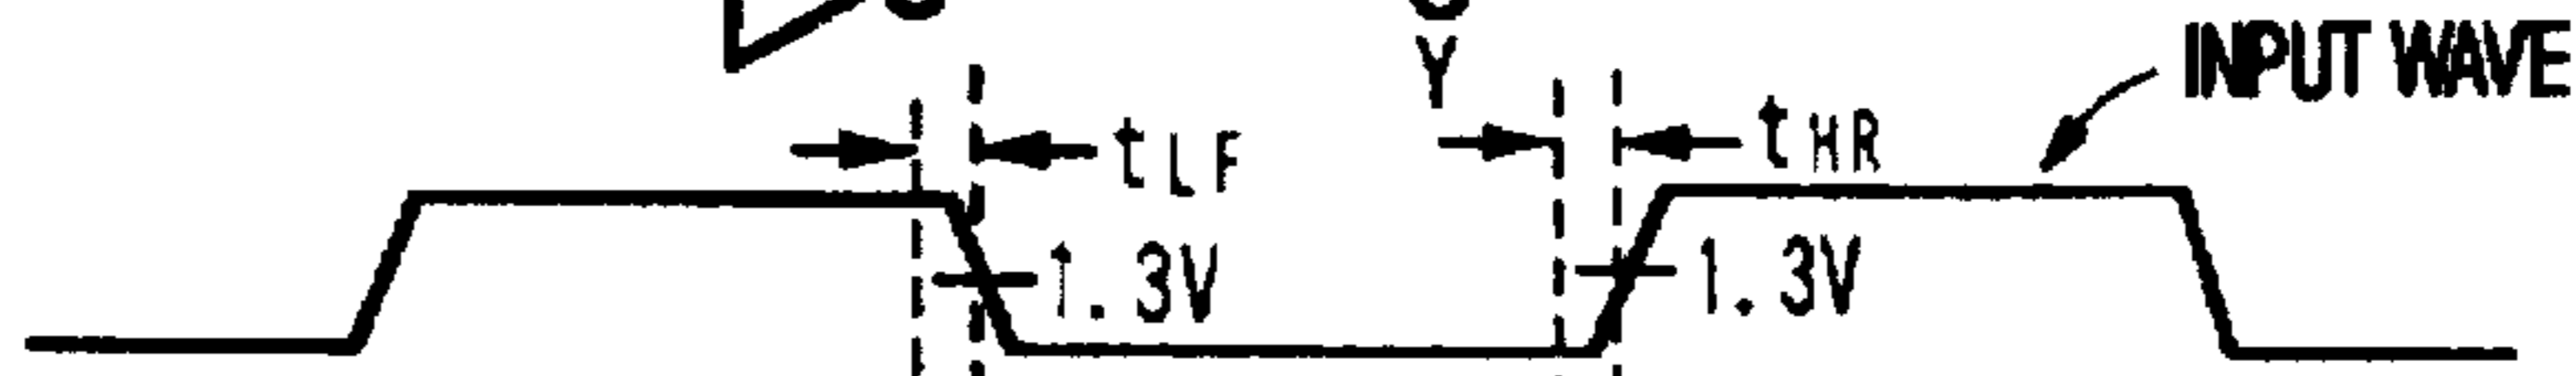 Y
INPUT WAVE
tLF
tHR
1.3V
1.3V